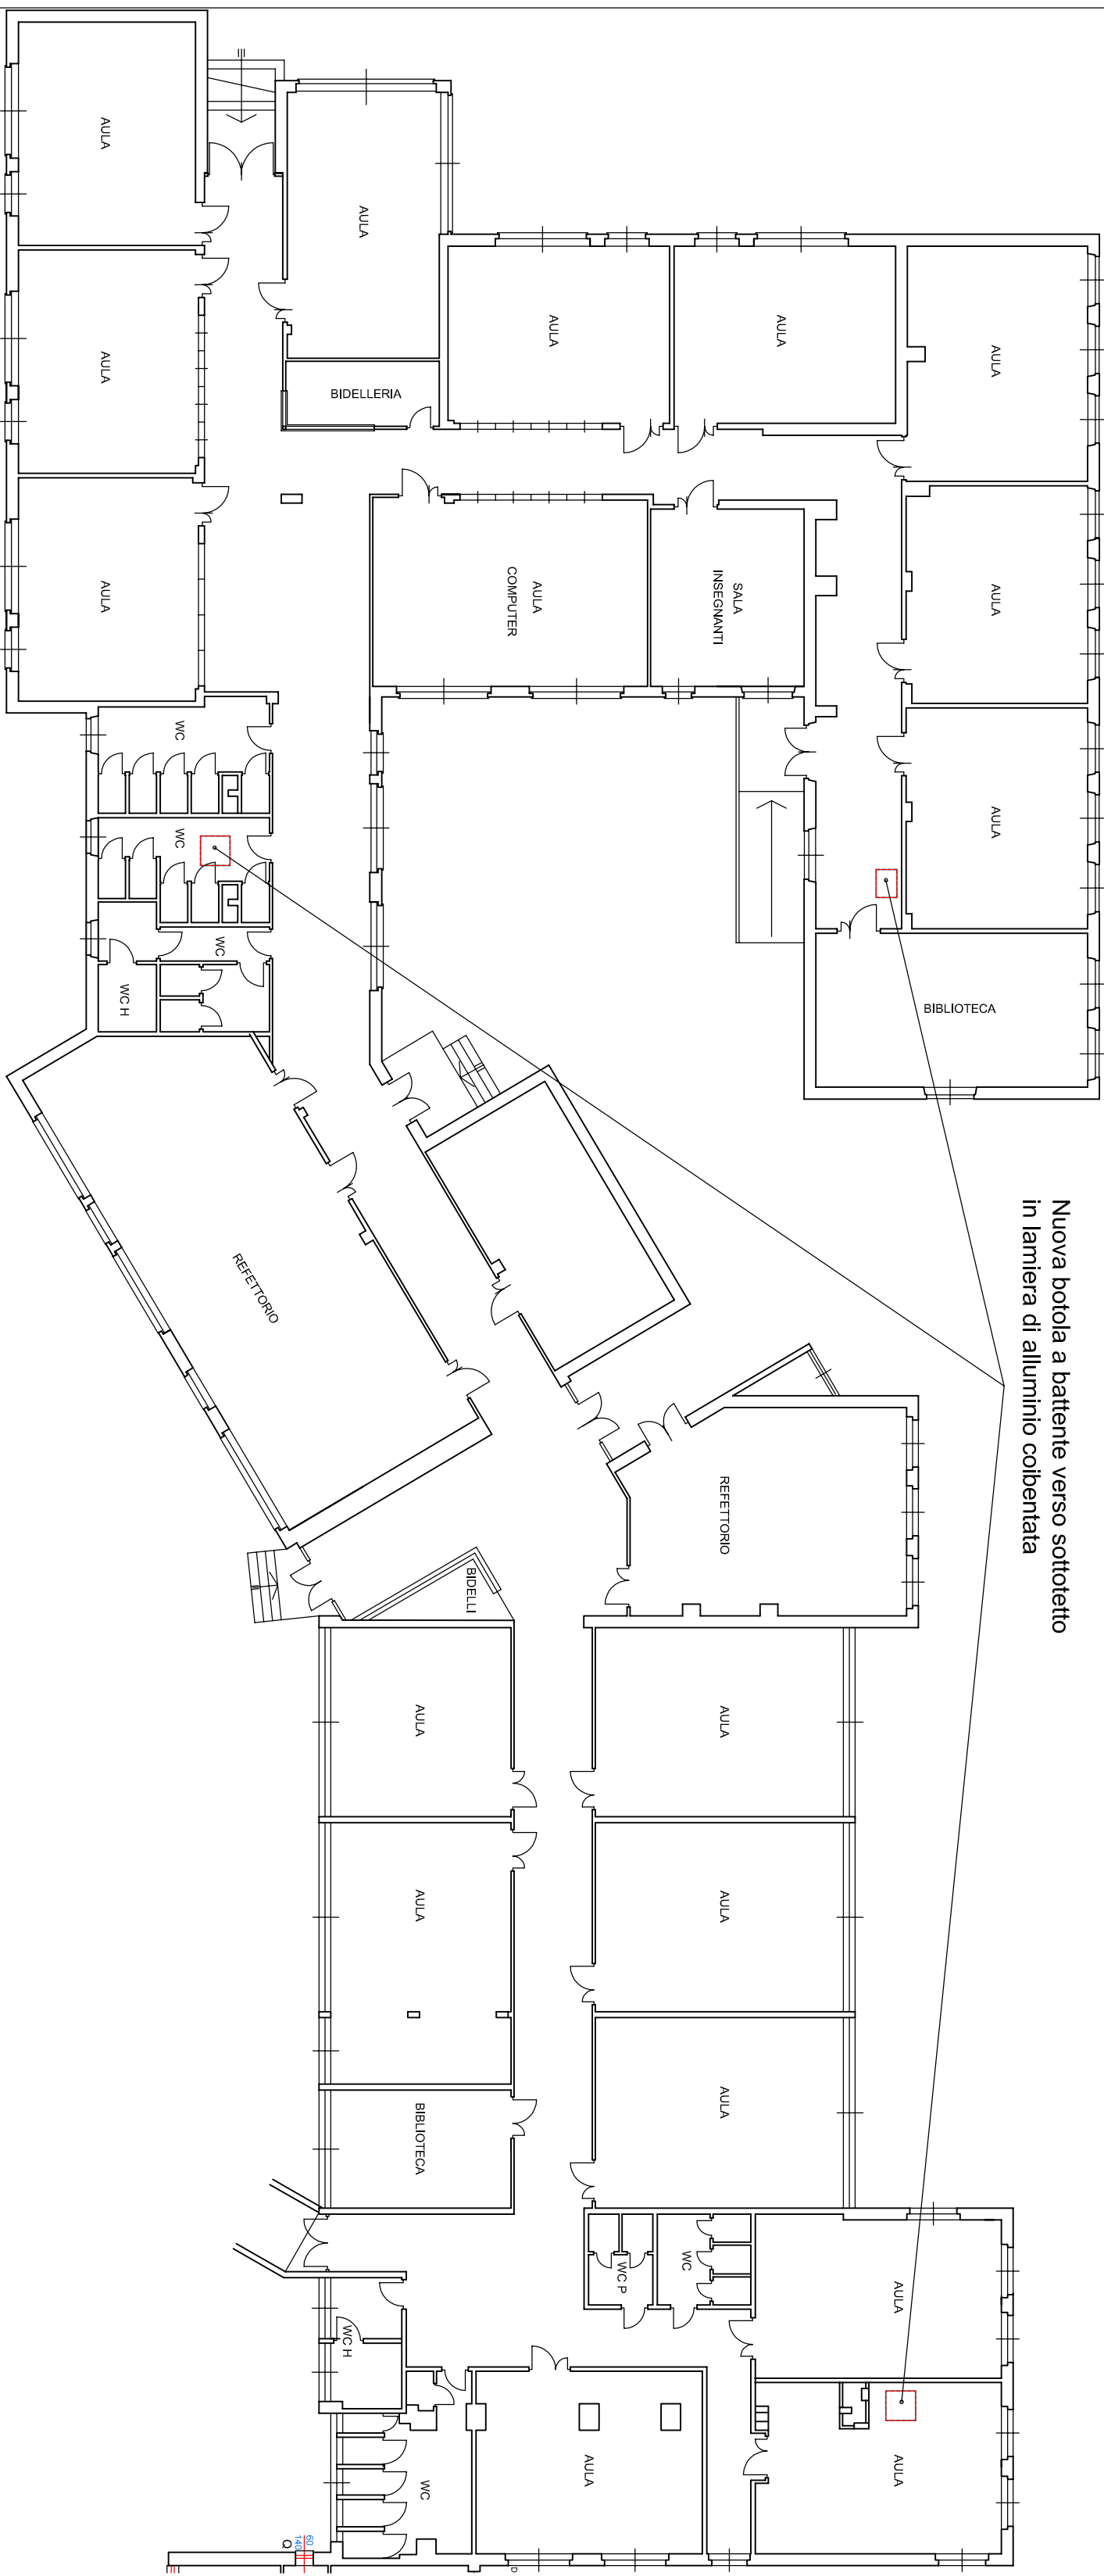 Nuova botola a battente verso sottotetto
in lamiera di alluminio coibentata
AULA
AULA
AULA
AULA
BIDELLERIA
AULA
AULA
AULA
AULA
AULA
AULA
COMPUTER
SALA
INSEGNANTI
BIBLIOTECA
WC
WC
WC
WC H
REFETTORIO
REFETTORIO
BIDELLI
AULA
AULA
AULA
AULA
AULA
BIBLIOTECA
WC P
WC
AULA
AULA
AULA
WC H
WC
60
140
Q
D